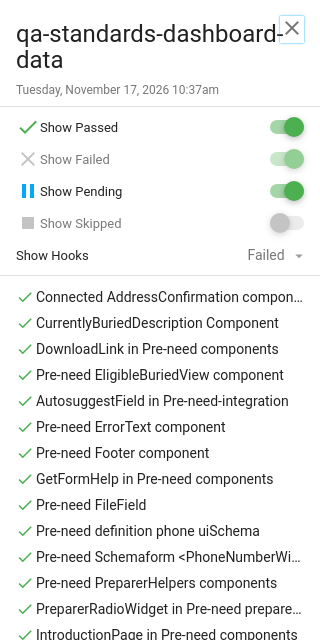 qa-standards-dashboard-
data
Tuesday, November 17, 2026 10:37am
Show Passed
Show Failed
Show Pending
Show Skipped
Show Hooks Failed
Connected AddressConfirmation compon...
CurrentlyBuriedDescription Component
DownloadLink in Pre-need components
Pre-need EligibleBuriedView component
AutosuggestField in Pre-need-integration
Pre-need ErrorText component
Pre-need Footer component
GetFormHelp in Pre-need components
Pre-need FileField
Pre-need definition phone uiSchema
Pre-need Schemaform <PhoneNumberWi...
Pre-need PreparerHelpers components
PreparerRadioWidget in Pre-need prepare...
IntroductionPage in Pre-need components